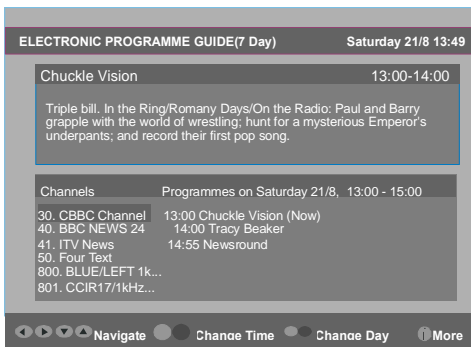 ELECTRONIC PROGRAMME GUIDE(7 Day) Saturday 21/8 13:49
Chuckle Vision 13:00-14:00
Triple bill. In the Ring/Romany Days/On the Radio: Paul and Barry
grapple with the world of wrestling; hunt for a mysterious Emperor's
underpants; and record their first pop song.
Channels Programmes on Saturday 21/8, 13:00 - 15:00
30. CBBC Channel 13:00 Chuckle Vision (Now)
40. BBC NEWS 24 14:00 Tracy Beaker
41. ITV News 14:55 Newsround
50. Four Text
800. BLUE/LEFT 1k...
801. CCIR17/1kHz...
Navigate Change Time Change Day i More